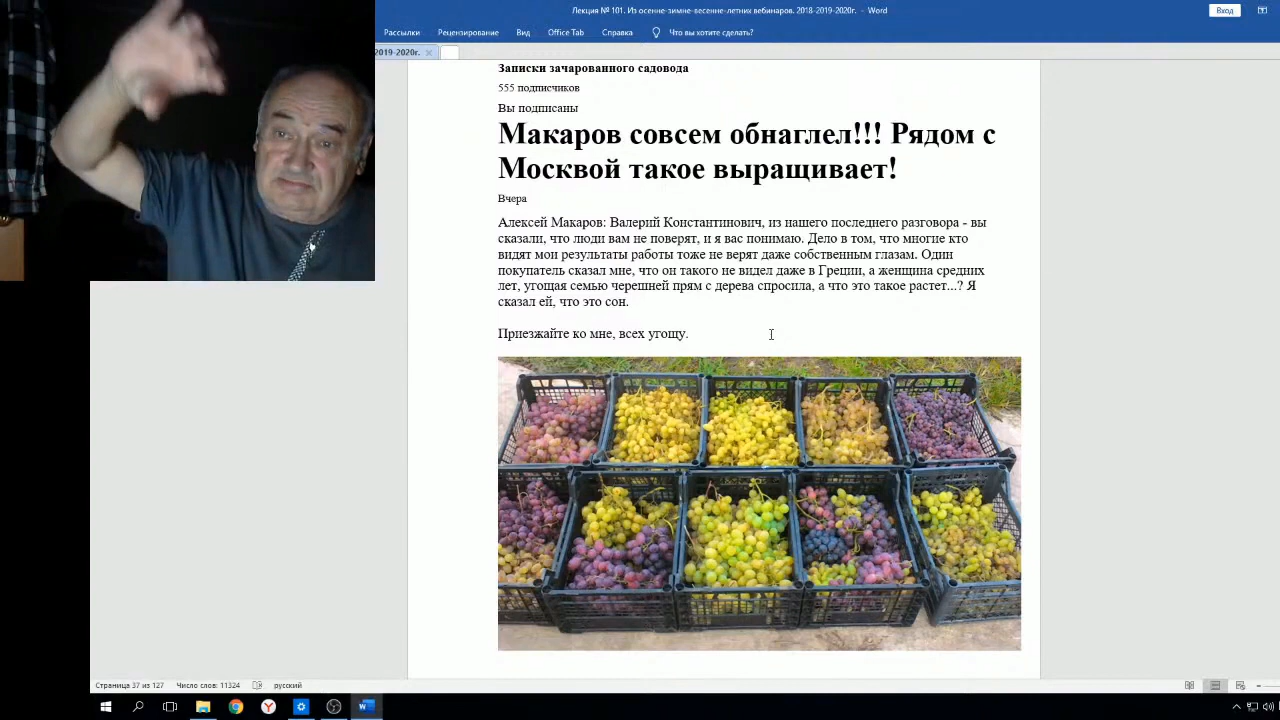 Лекция № 101. Из осенне-зимне-весенне-летних вебинаров. 2018-2019-2020г. - Word
Вход
Рассылки Рецензирование Вид Office Tab Справка Что вы хотите сделать?
2019-2020г.
Записки зачарованного садовода
555 подписчиков
Вы подписаны
Макаров совсем обнаглел!!! Рядом с
Москвой такое выращивает!
Вчера
Алексей Макаров: Валерий Константинович, из нашего последнего разговора - вы
сказали, что люди вам не поверят, и я вас понимаю. Дело в том, что многие кто
видят мои результаты работы тоже не верят даже собственным глазам. Один
покупатель сказал мне, что он такого не видел даже в Греции, а женщина средних
лет, угощая семью черешней прям с дерева спросила, а что это такое растет...? Я
сказал ей, что это сон.
Приезжайте ко мне, всех угощу.
Страница 37 из 127 Число слов: 11324 русский